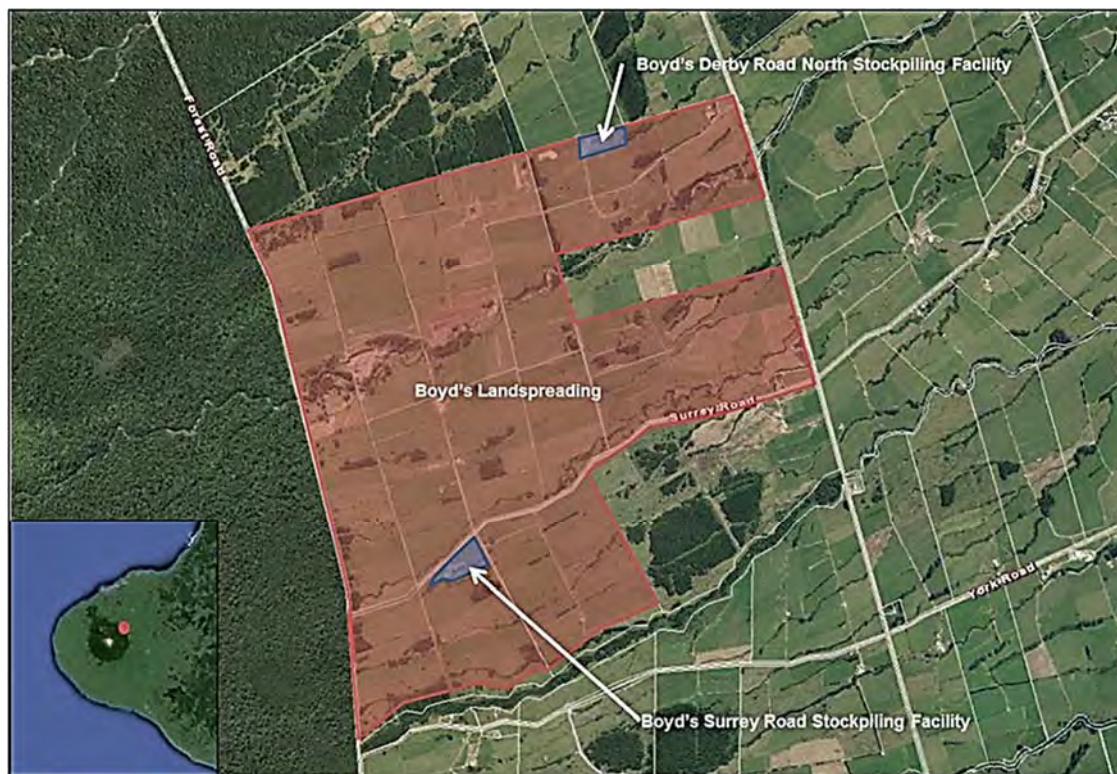 Boyd's Derby Road North Stockpiling Facility
Forest Road
Boyd's Landspreading
Surrey Road
York Road
Boyd's Surrey Road Stockpiling Facility